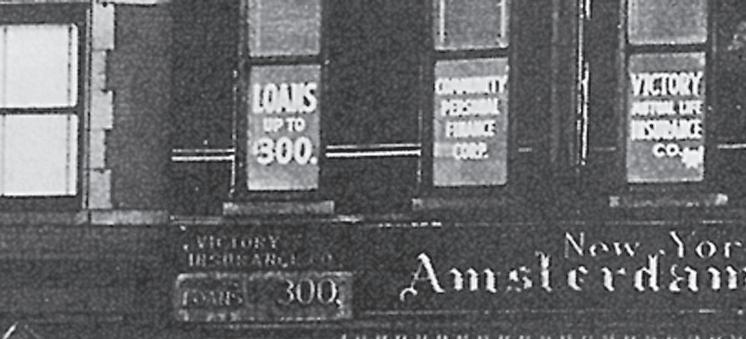 LOANS
UP TO
$300.
COMMUNITY
PERSONAL
FINANCE
CORP.
VICTORY
MUTUAL LIFE
INSURANCE
CO.
VICTORY
INSURANCE CO.
LOANS 300.
New Yor
Amsterdam